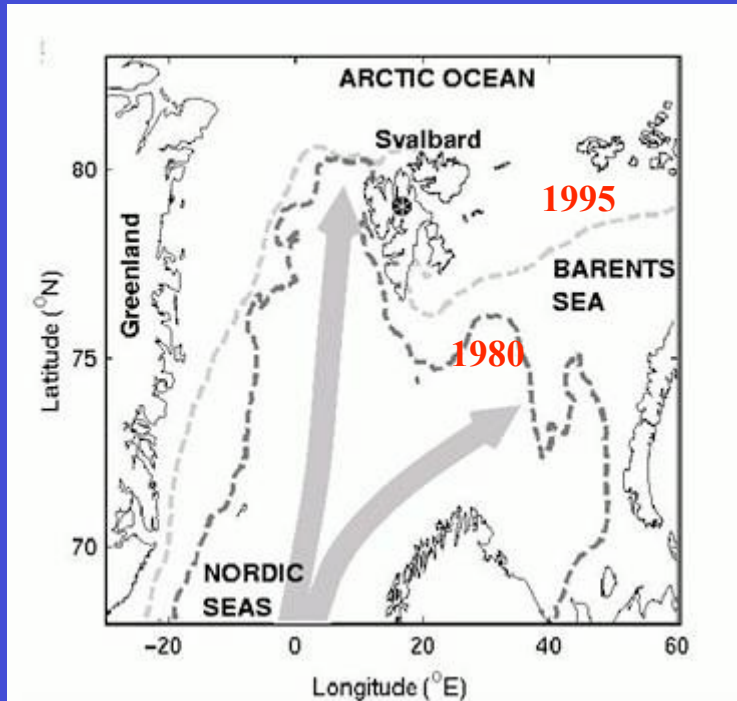 ARCTIC OCEAN
Svalbard
80
1995
BARENTS
SEA
Greenland
Latitude (°N)
1980
75
70
NORDIC
SEAS
−20
0
20
40
60
Longitude (°E)